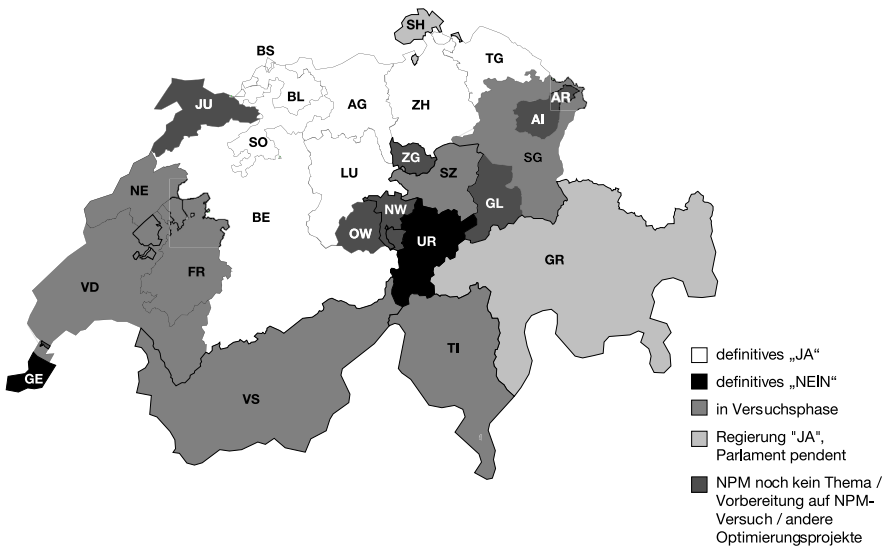 SH
BS
TG
JU
BL
AG
ZH
AR
AI
SO
ZG
SG
LU
SZ
NE
NW
GL
BE
OW
UR
GR
FR
VD
TI
GE
VS
definitives „JA“
definitives „NEIN“
in Versuchsphase
Regierung "JA",
Parlament pendent
NPM noch kein Thema /
Vorbereitung auf NPM-
Versuch / andere
Optimierungsprojekte